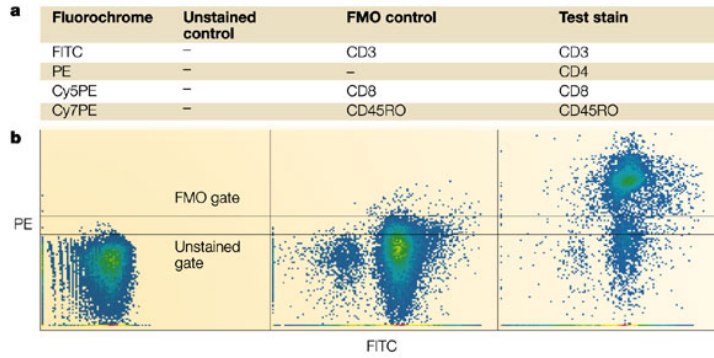 a
Fluorochrome Unstained control FMO control Test stain
FITC – CD3 CD3
PE – – CD4
Cy5PE – CD8 CD8
Cy7PE – CD45RO CD45RO
b
FMO gate
PE
Unstained gate
FITC